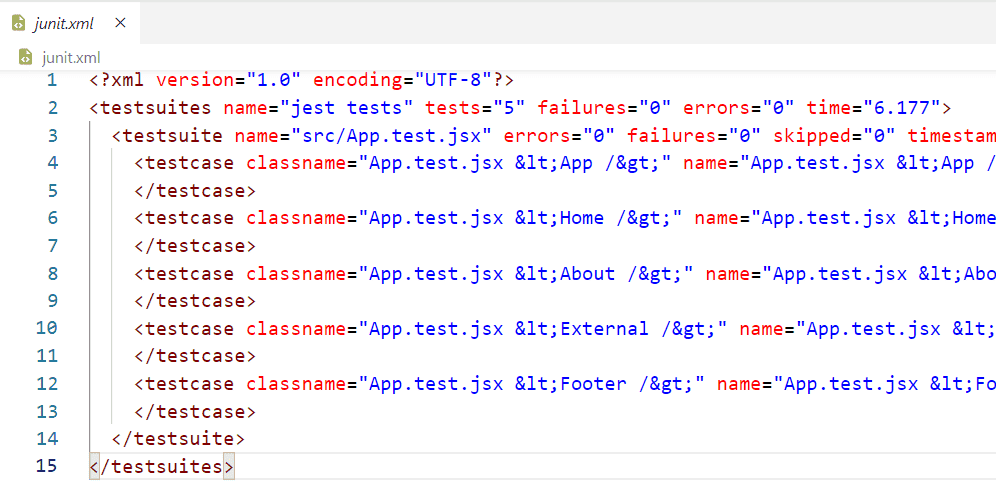 junit.xml
junit.xml
1 <?xml version="1.0" encoding="UTF-8"?>
2 <testsuites name="jest tests" tests="5" failures="0" errors="0" time="6.177">
3 <testsuite name="src/App.test.jsx" errors="0" failures="0" skipped="0" timestam
4 <testcase classname="App.test.jsx &lt;App /&gt;" name="App.test.jsx &lt;App /
5 </testcase>
6 <testcase classname="App.test.jsx &lt;Home /&gt;" name="App.test.jsx &lt;Home
7 </testcase>
8 <testcase classname="App.test.jsx &lt;About /&gt;" name="App.test.jsx &lt;Abo
9 </testcase>
10 <testcase classname="App.test.jsx &lt;External /&gt;" name="App.test.jsx &lt;
11 </testcase>
12 <testcase classname="App.test.jsx &lt;Footer /&gt;" name="App.test.jsx &lt;Fo
13 </testcase>
14 </testsuite>
15 </testsuites>